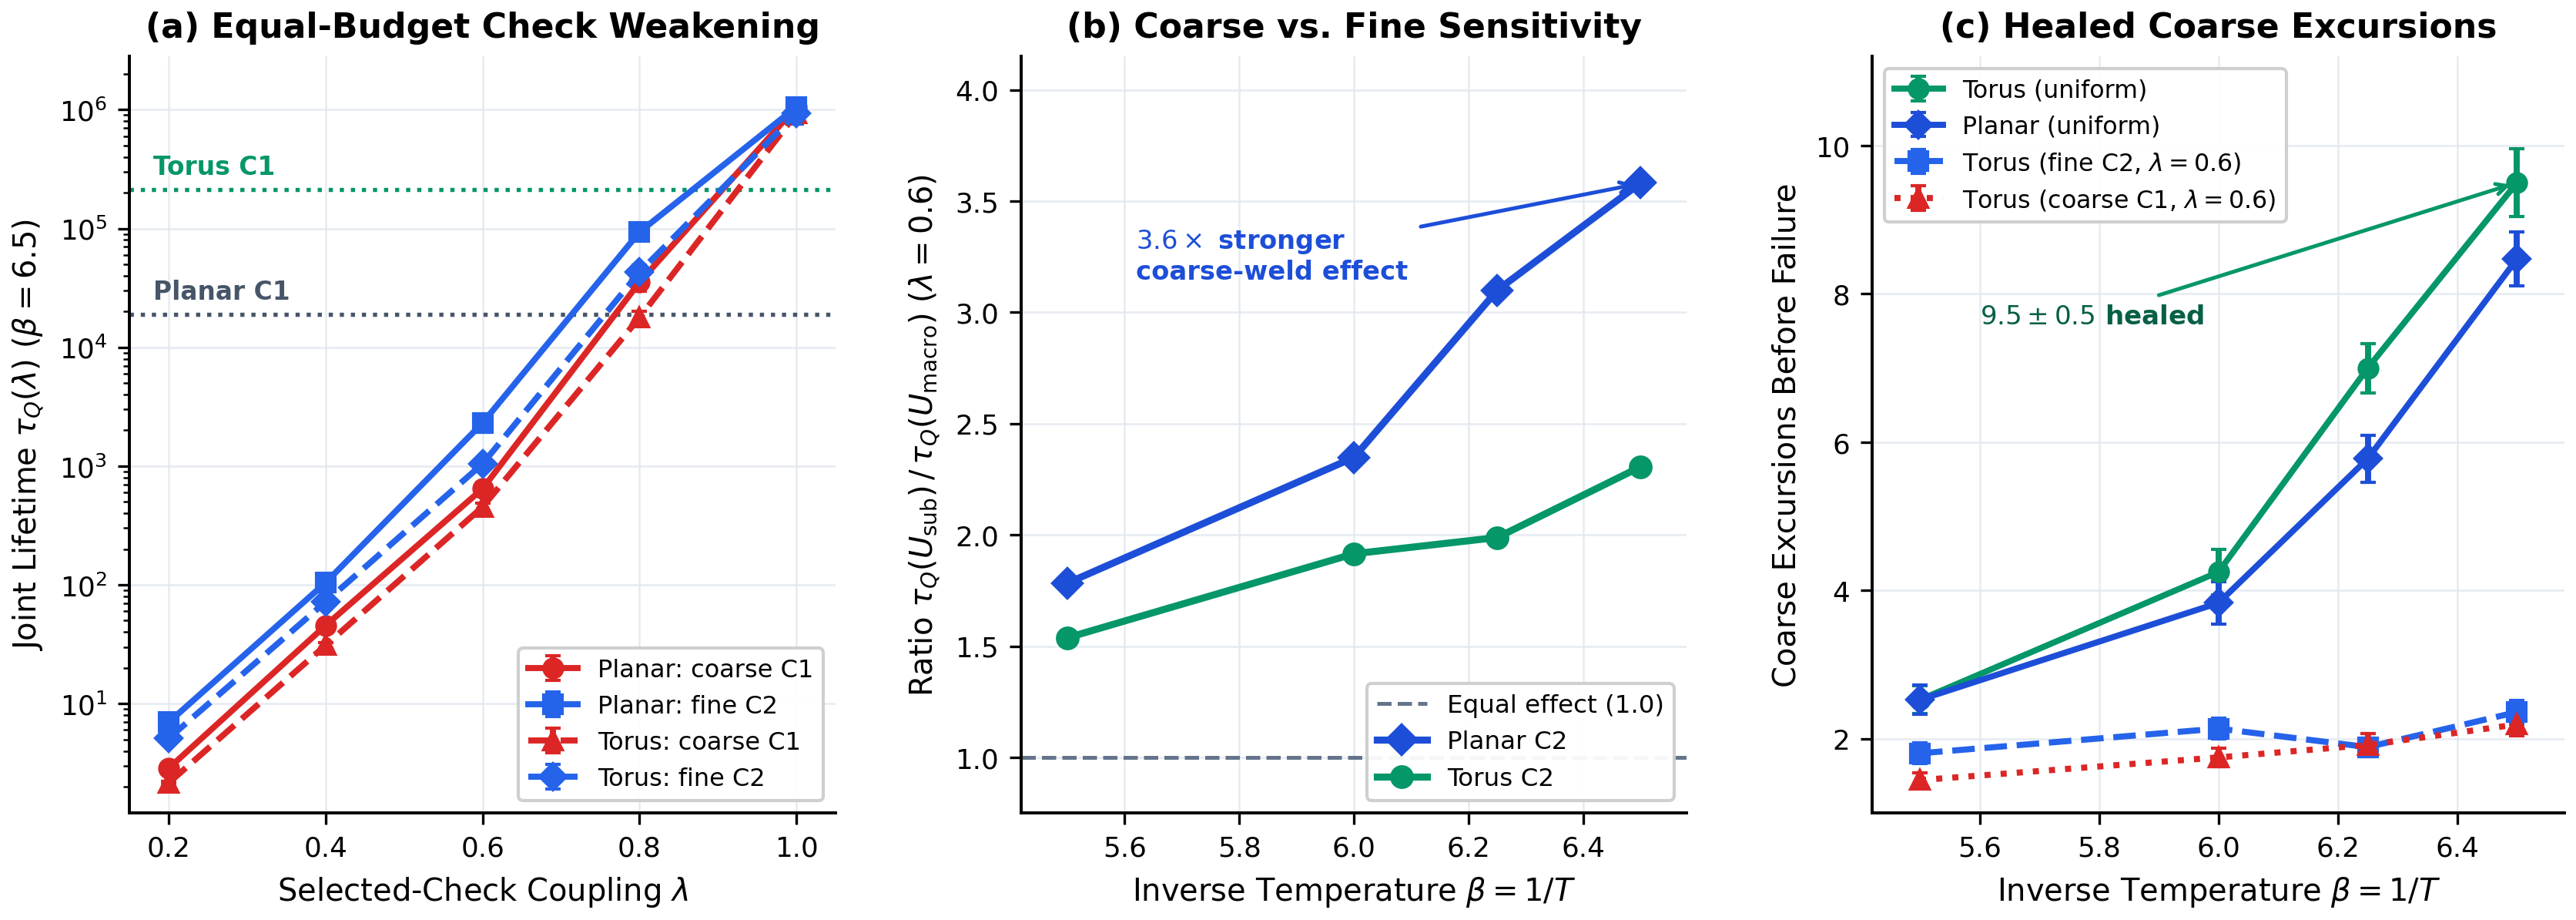 (a) Equal-Budget Check Weakening
Joint Lifetime τ_Q(λ) (β = 6.5)
10⁶
10⁵
10⁴
10³
10²
10¹
Torus C1
Planar C1
Planar: coarse C1
Planar: fine C2
Torus: coarse C1
Torus: fine C2
0.2 0.4 0.6 0.8 1.0
Selected-Check Coupling λ
(b) Coarse vs. Fine Sensitivity
Ratio τ_Q(U_sub) / τ_Q(U_macro) (λ = 0.6)
4.0
3.5
3.0
2.5
2.0
1.5
1.0
3.6 × stronger
coarse-weld effect
Equal effect (1.0)
Planar C2
Torus C2
5.6 5.8 6.0 6.2 6.4
Inverse Temperature β = 1/T
(c) Healed Coarse Excursions
Coarse Excursions Before Failure
10
8
6
4
2
Torus (uniform)
Planar (uniform)
Torus (fine C2, λ = 0.6)
Torus (coarse C1, λ = 0.6)
9.5 ± 0.5 healed
5.6 5.8 6.0 6.2 6.4
Inverse Temperature β = 1/T